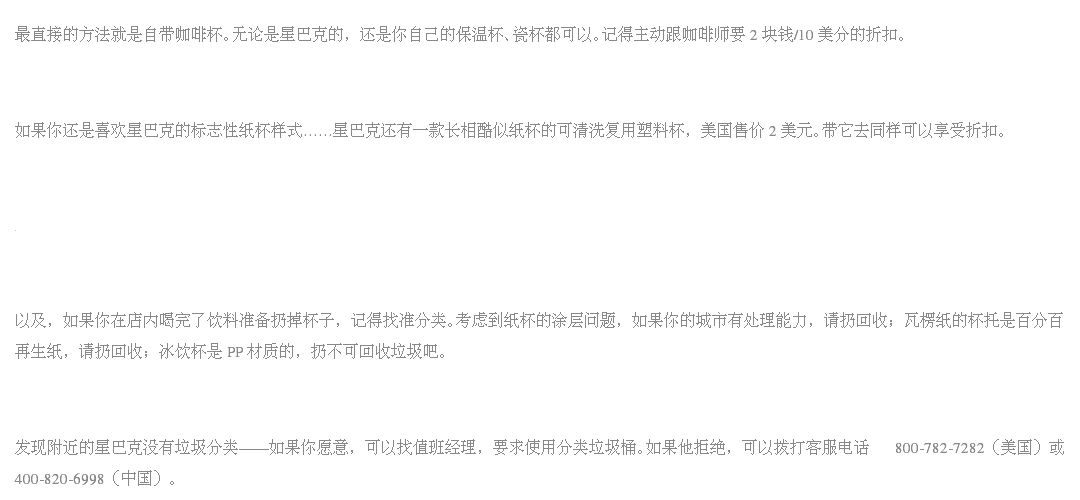 最直接的方法就是自带咖啡杯。无论是星巴克的，还是你自己的保温杯、瓷杯都可以。记得主动跟咖啡师要 2 块钱/10 美分的折扣。
如果你还是喜欢星巴克的标志性纸杯样式……星巴克还有一款长相酷似纸杯的可清洗复用塑料杯，美国售价 2 美元。带它去同样可以享受折扣。
以及，如果你在店内喝完了饮料准备扔掉杯子，记得找准分类。考虑到纸杯的涂层问题，如果你的城市有处理能力，请扔回收；瓦楞纸的杯托是百分百
再生纸，请扔回收；冰饮杯是 PP 材质的，扔不可回收垃圾吧。
发现附近的星巴克没有垃圾分类——如果你愿意，可以找值班经理，要求使用分类垃圾桶。如果他拒绝，可以拨打客服电话 800-782-7282（美国）或
400-820-6998（中国）。